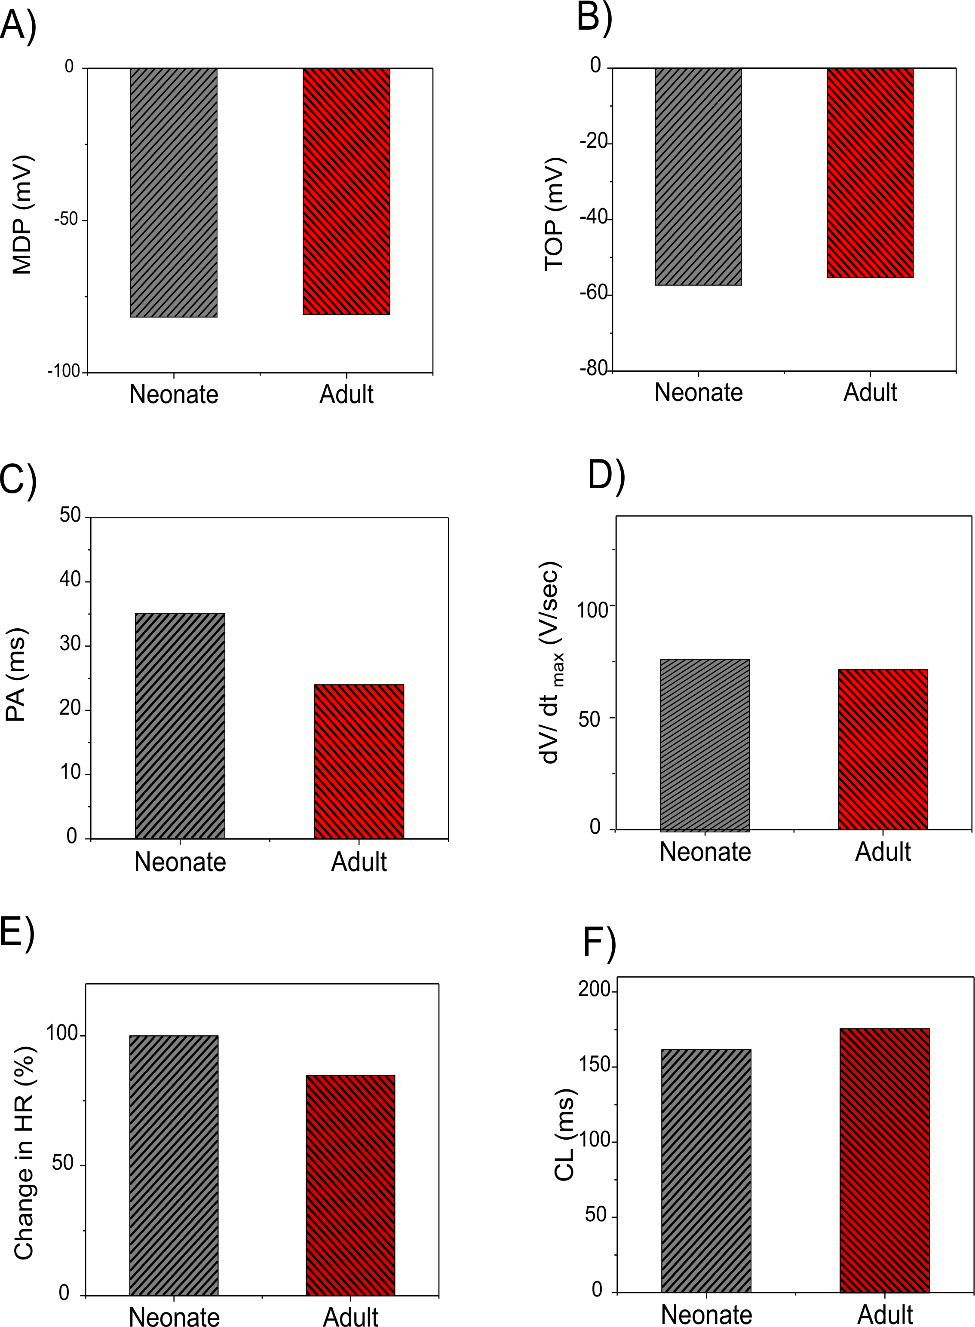 A)
0
-50
-100
MDP (mV)
Neonate
Adult
B)
0
-20
-40
-60
-80
TOP (mV)
Neonate
Adult
C)
50
40
30
20
10
0
PA (ms)
Neonate
Adult
D)
100
50
0
dV/ dt max (V/sec)
Neonate
Adult
E)
100
50
0
Change in HR (%)
Neonate
Adult
F)
200
150
100
50
0
CL (ms)
Neonate
Adult